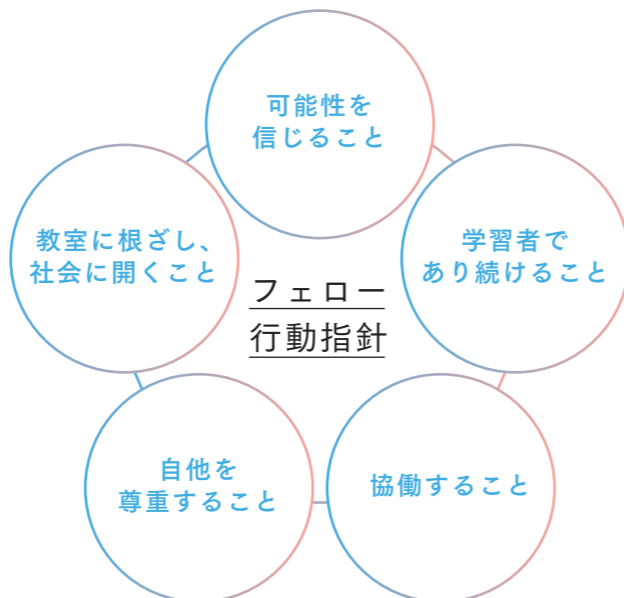 可能性を
信じること
教室に根ざし、
社会に開くこと
学習者で
あり続けること
フェロー
行動指針
自他を
尊重すること
協働すること